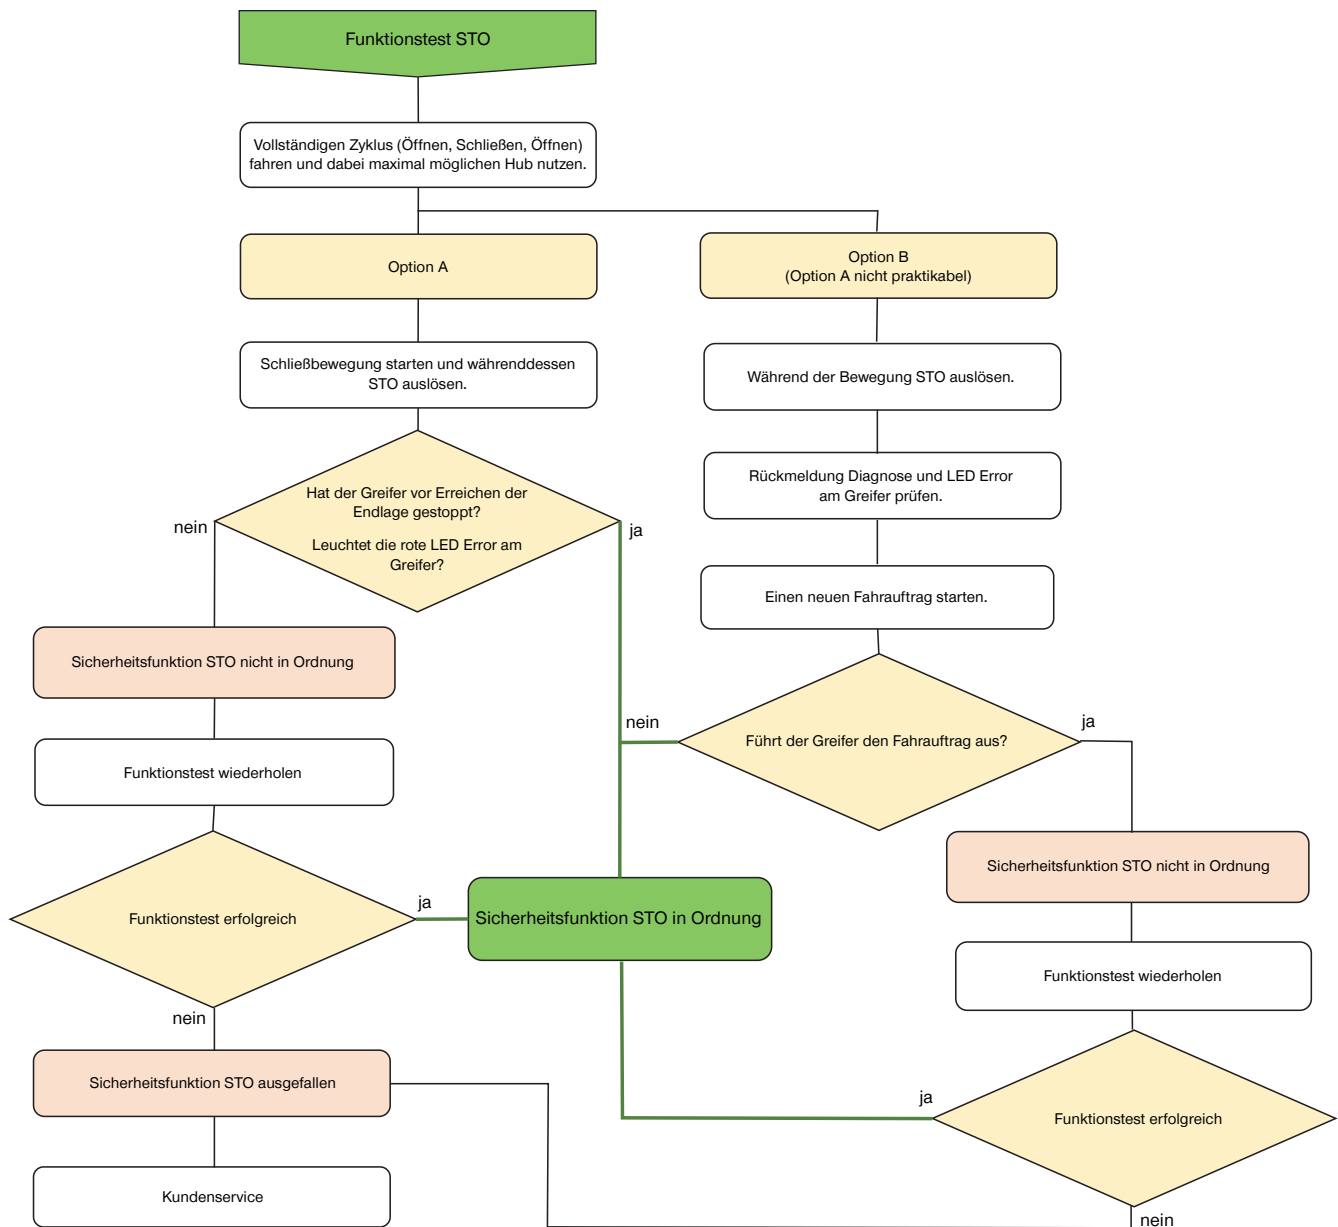 Funktionstest STO
Vollständigen Zyklus (Öffnen, Schließen, Öffnen)
fahren und dabei maximal möglichen Hub nutzen.
Option A
Option B
(Option A nicht praktikabel)
Schließbewegung starten und währenddessen
STO auslösen.
Während der Bewegung STO auslösen.
Hat der Greifer vor Erreichen der
Endlage gestoppt?
Leuchtet die rote LED Error am
Greifer?
nein
ja
Rückmeldung Diagnose und LED Error
am Greifer prüfen.
Einen neuen Fahrauftrag starten.
Sicherheitsfunktion STO nicht in Ordnung
Führt der Greifer den Fahrauftrag aus?
nein
ja
Funktionstest wiederholen
Sicherheitsfunktion STO nicht in Ordnung
Funktionstest erfolgreich
ja
Sicherheitsfunktion STO in Ordnung
Funktionstest wiederholen
nein
Sicherheitsfunktion STO ausgefallen
ja
Funktionstest erfolgreich
Kundenservice
nein